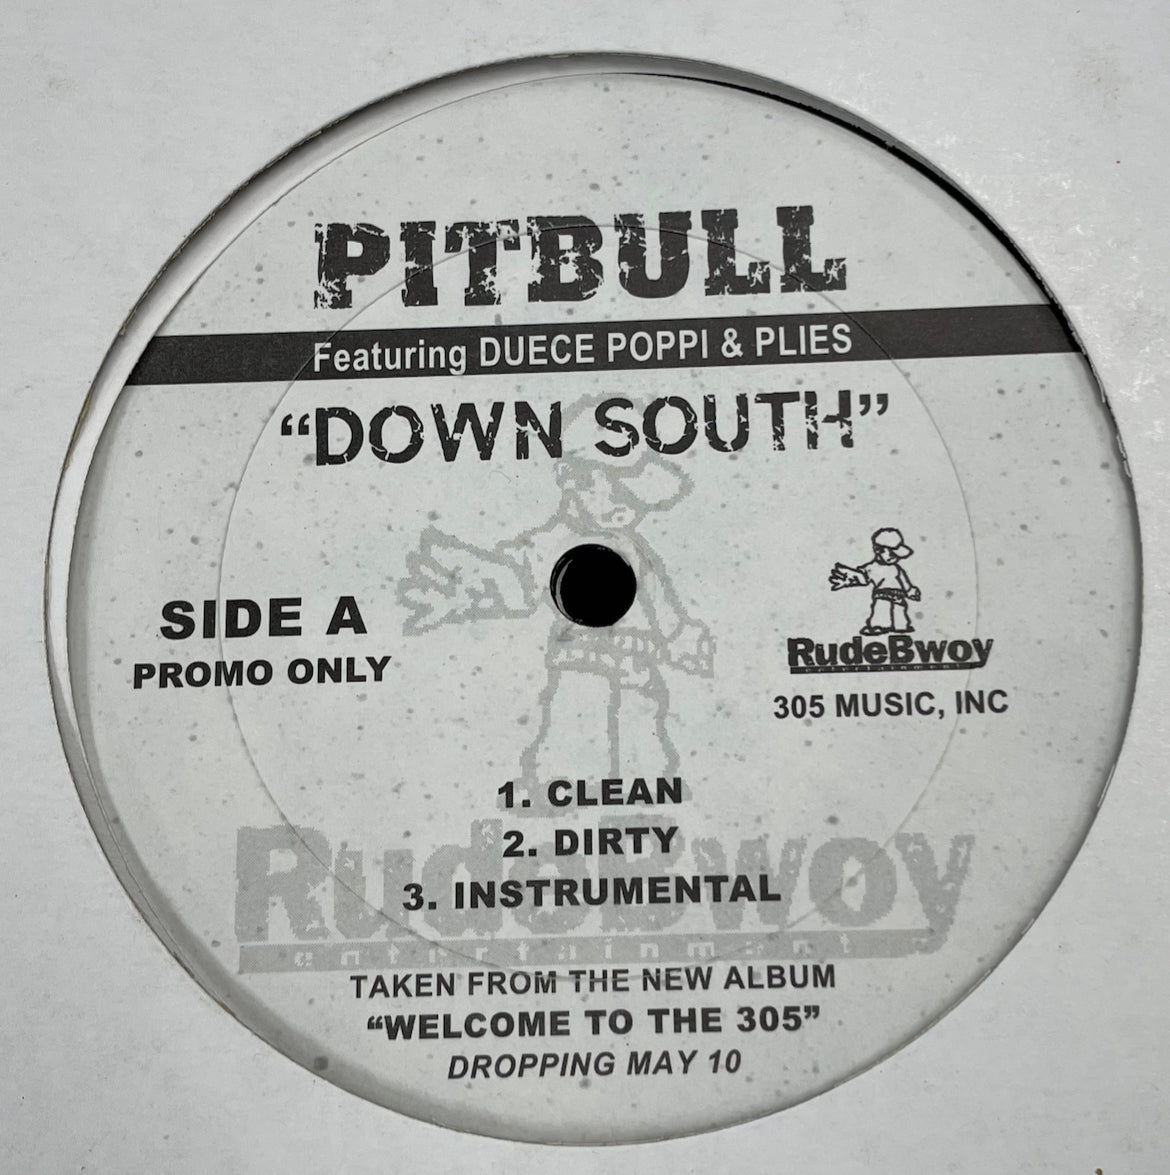 PITBULL
Featuring DUECE POPPI & PLIES
“DOWN SOUTH”
SIDE A
PROMO ONLY
RudeBwoy
entertainment
305 MUSIC, INC
1. CLEAN
2. DIRTY
3. INSTRUMENTAL
RudeBwoy
entertainment
TAKEN FROM THE NEW ALBUM
“WELCOME TO THE 305”
DROPPING MAY 10